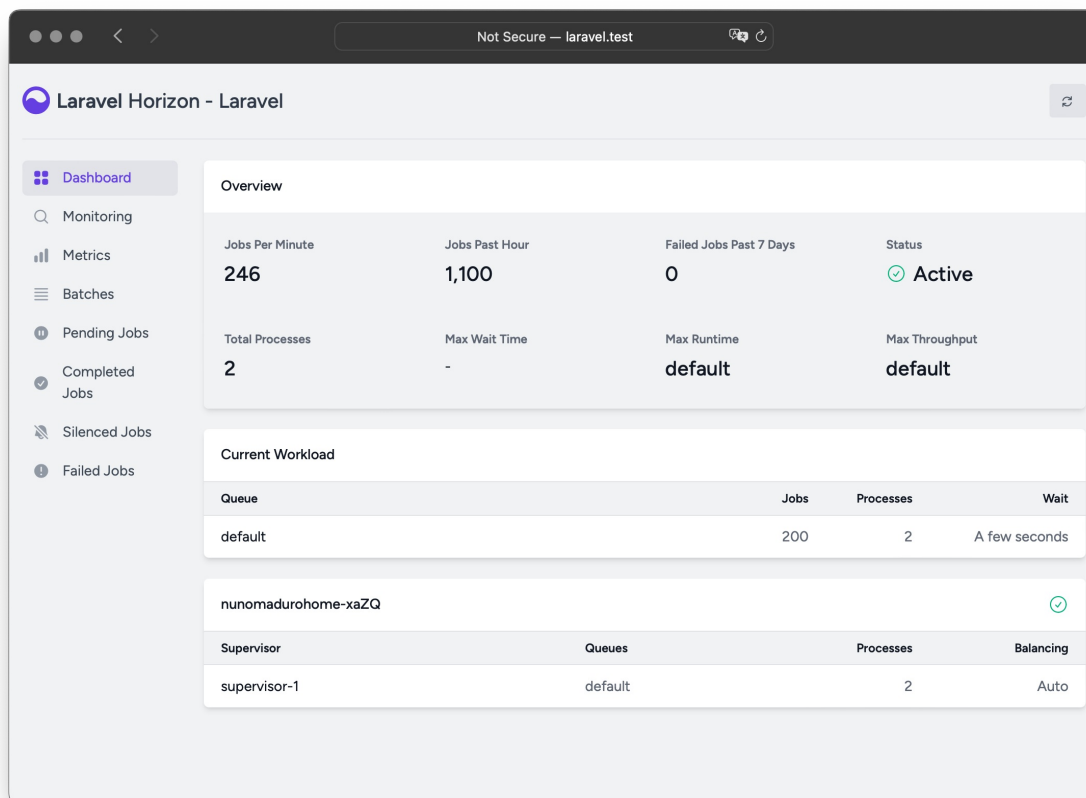 Not Secure — laravel.test
Laravel Horizon - Laravel
Dashboard
Monitoring
Metrics
Batches
Pending Jobs
Completed
Jobs
Silenced Jobs
Failed Jobs
Overview
Jobs Per Minute
246
Jobs Past Hour
1,100
Failed Jobs Past 7 Days
0
Status
Active
Total Processes
2
Max Wait Time
-
Max Runtime
default
Max Throughput
default
Current Workload
Queue Jobs Processes Wait
default 200 2 A few seconds
nunomadurohome-xaZQ
Supervisor Queues Processes Balancing
supervisor-1 default 2 Auto